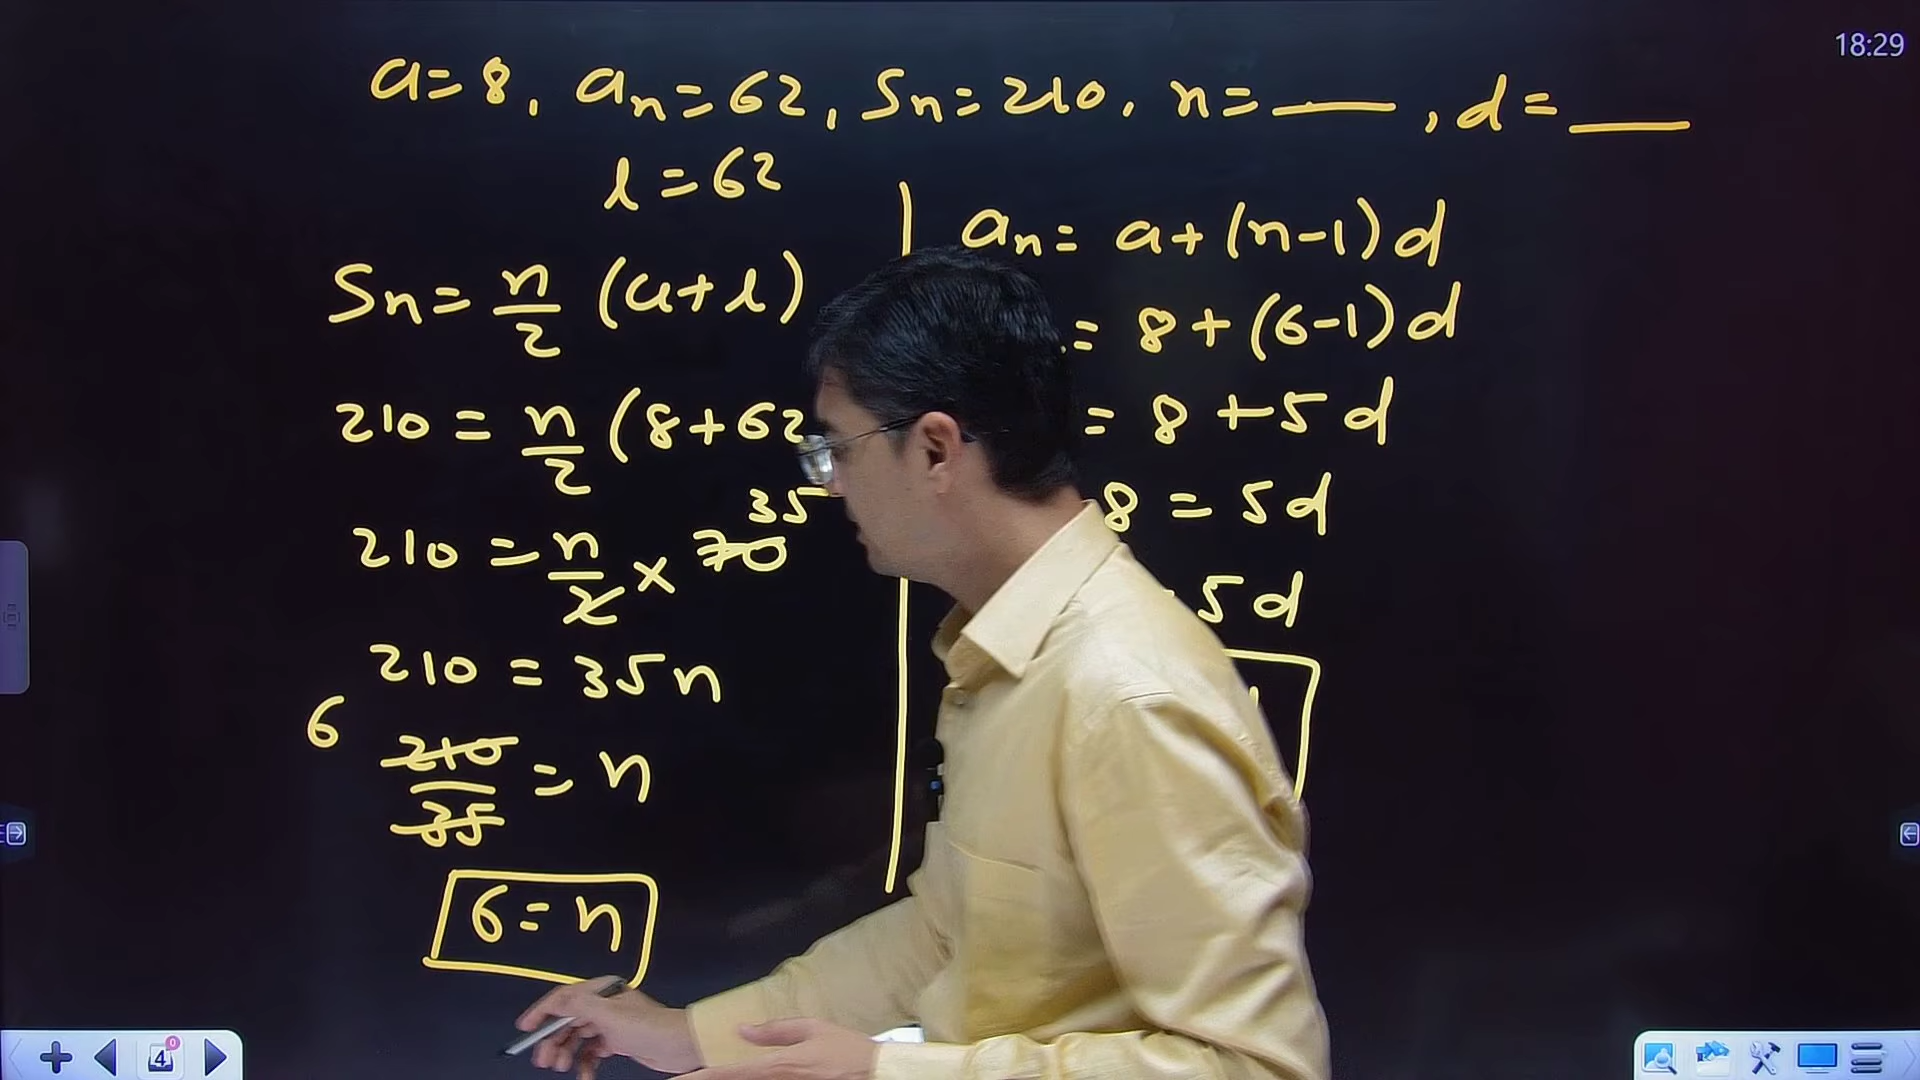 18:29
a=8, an=62, Sn=210, n=___, d=___
l=62
Sn= n/2 (a+l)
210 = n/2 (8+62
35
210 = n/2 × 70
210 = 35n
6
210/35 = n
6=n
an= a+(n-1)d
= 8+(6-1)d
= 8+5d
8=5d
5d
4
0